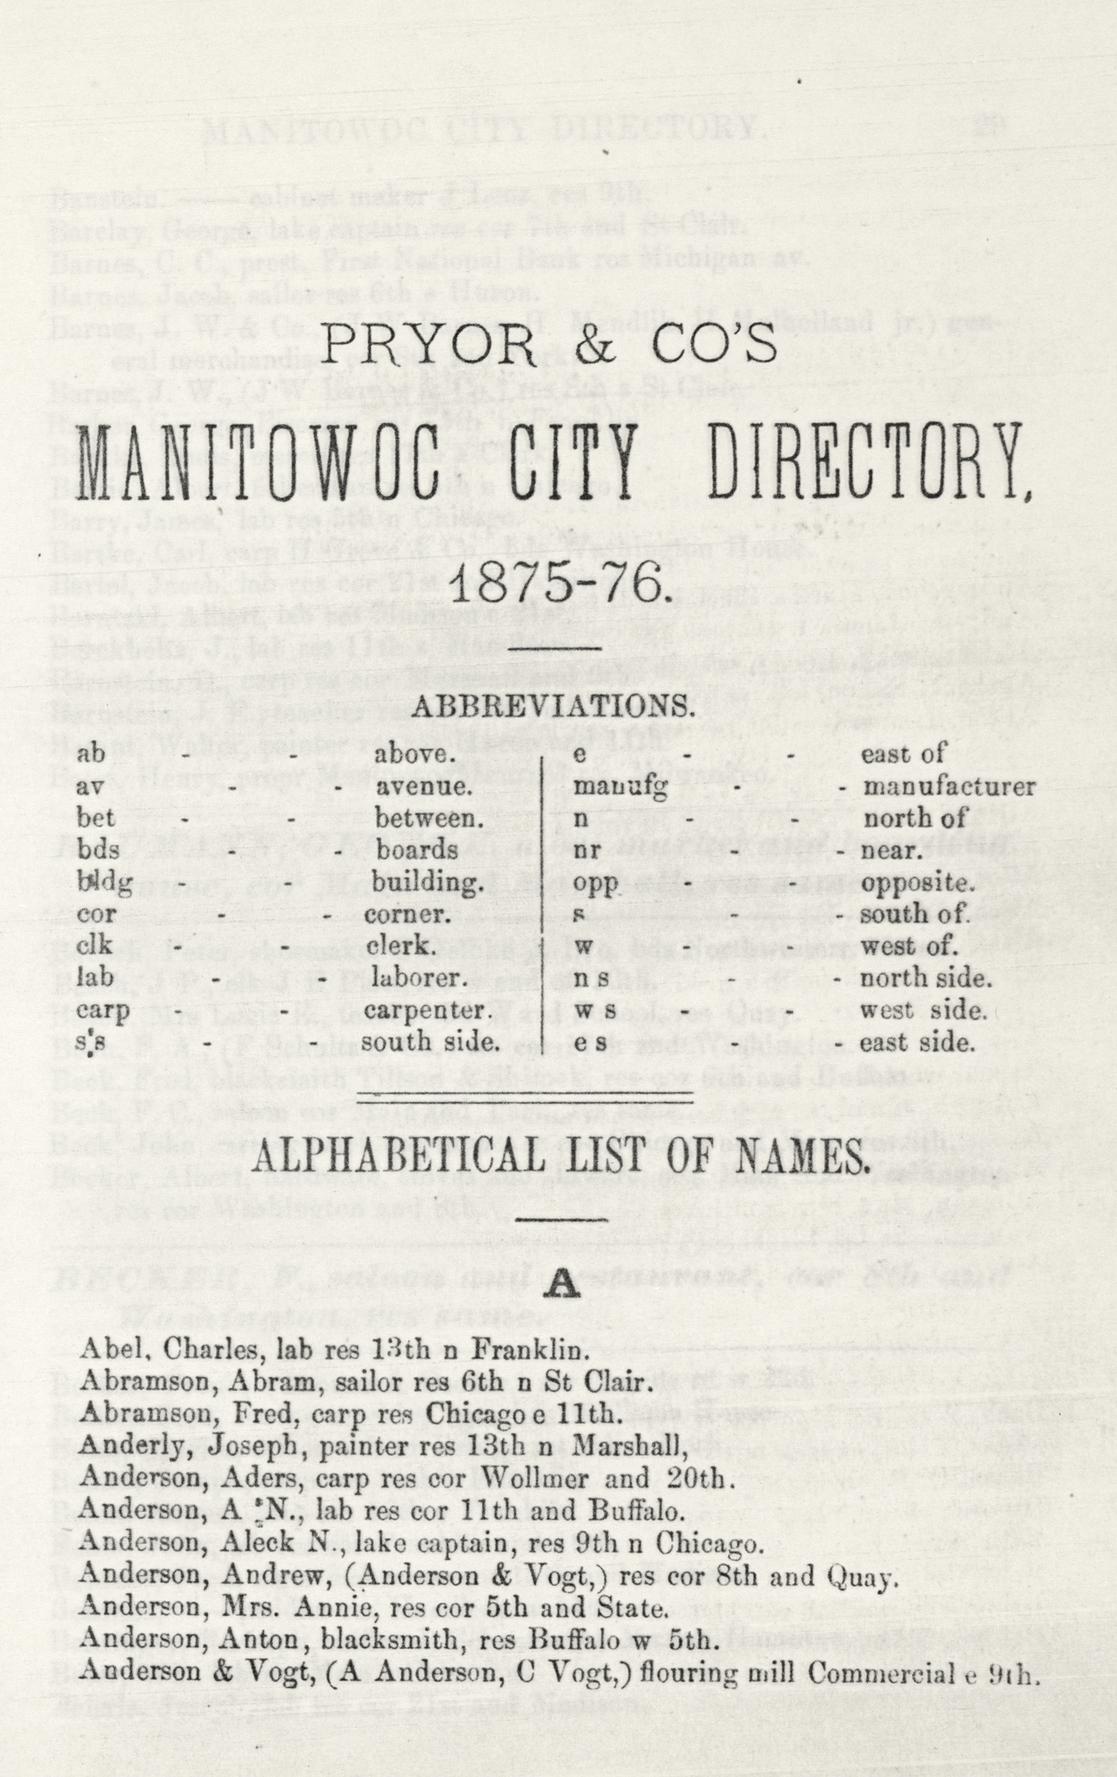 PRYOR & CO'S
MANITOWOC CITY DIRECTORY,
1875-76.
ABBREVIATIONS.
ab - - above.
av - - avenue.
bet - - between.
bds - - boards
bldg - - building.
cor - - corner.
clk - - clerk.
lab - - laborer.
carp - - carpenter.
s's - - south side.
e - - east of
manufg - - manufacturer
n - - north of
nr - - near.
opp - - opposite.
s - - south of.
w - - west of.
n s - - north side.
w s - - west side.
e s - - east side.
ALPHABETICAL LIST OF NAMES.
A
Abel, Charles, lab res 13th n Franklin.
Abramson, Abram, sailor res 6th n St Clair.
Abramson, Fred, carp res Chicago e 11th.
Anderly, Joseph, painter res 13th n Marshall,
Anderson, Aders, carp res cor Wollmer and 20th.
Anderson, A N., lab res cor 11th and Buffalo.
Anderson, Aleck N., lake captain, res 9th n Chicago.
Anderson, Andrew, (Anderson & Vogt,) res cor 8th and Quay.
Anderson, Mrs. Annie, res cor 5th and State.
Anderson, Anton, blacksmith, res Buffalo w 5th.
Anderson & Vogt, (A Anderson, C Vogt,) flouring mill Commercial e 9th.